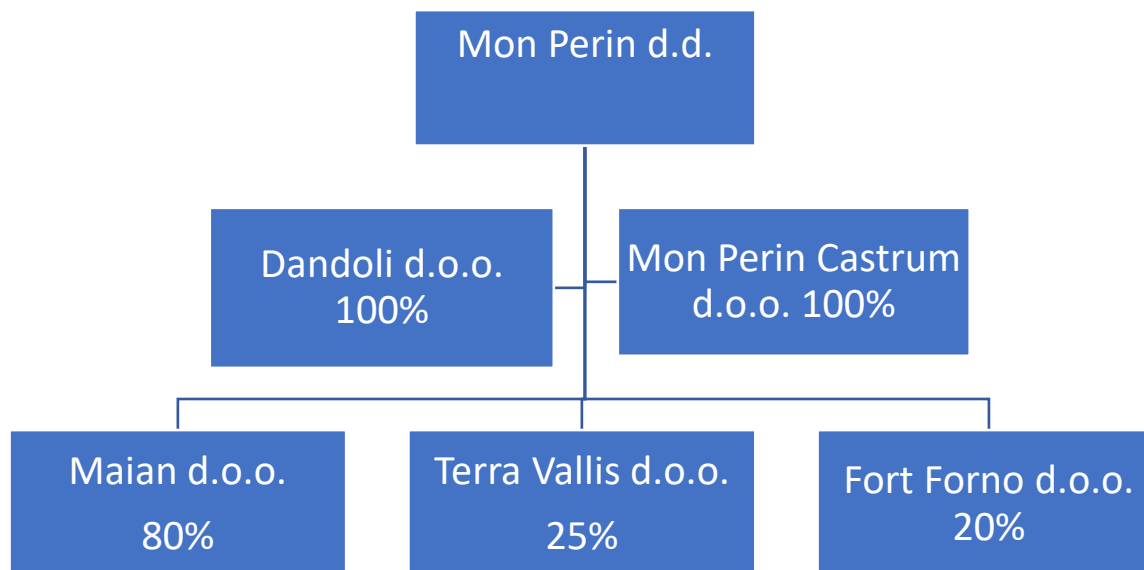 Mon Perin d.d.
Dandoli d.o.o.
100%
Mon Perin Castrum
d.o.o. 100%
Maian d.o.o.
80%
Terra Vallis d.o.o.
25%
Fort Forno d.o.o.
20%